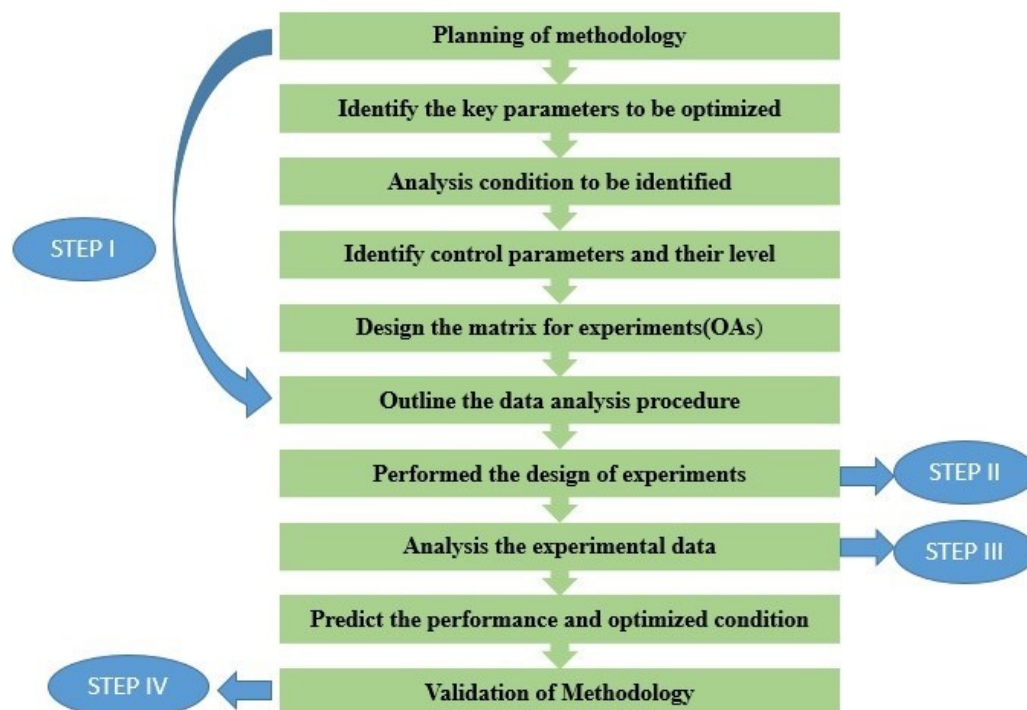 Planning of methodology
Identify the key parameters to be optimized
Analysis condition to be identified
STEP I
Identify control parameters and their level
Design the matrix for experiments(OAs)
Outline the data analysis procedure
Performed the design of experiments
STEP II
Analysis the experimental data
STEP III
Predict the performance and optimized condition
STEP IV
Validation of Methodology